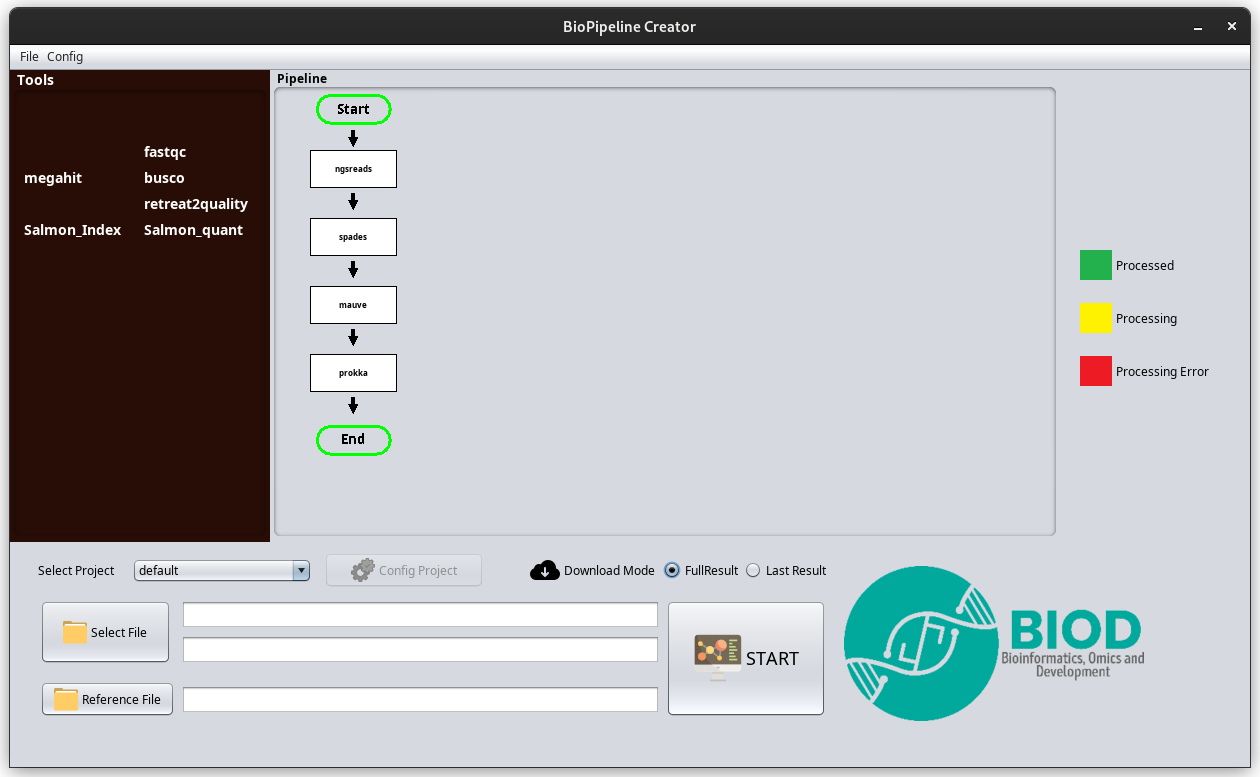 BioPipeline Creator
File Config
Tools
fastqc
megahit busco
retreat2quality
Salmon_Index Salmon_quant
Pipeline
Start
ngsreads
spades
mauve
prokka
End
Processed
Processing
Processing Error
Select Project default Config Project Download Mode FullResult Last Result
Select File
Reference File
START
BIOD
Bioinformatics, Omics and
Development